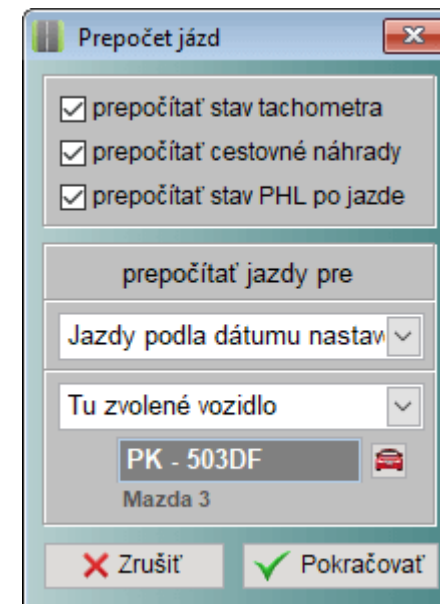 Prepočet jázd
prepočítať stav tachometra
prepočítať cestovné náhrady
prepočítať stav PHL po jazde
prepočítať jazdy pre
Jazdy podla dátumu nastav
Tu zvolené vozidlo
PK - 503DF
Mazda 3
Zrušiť
Pokračovať